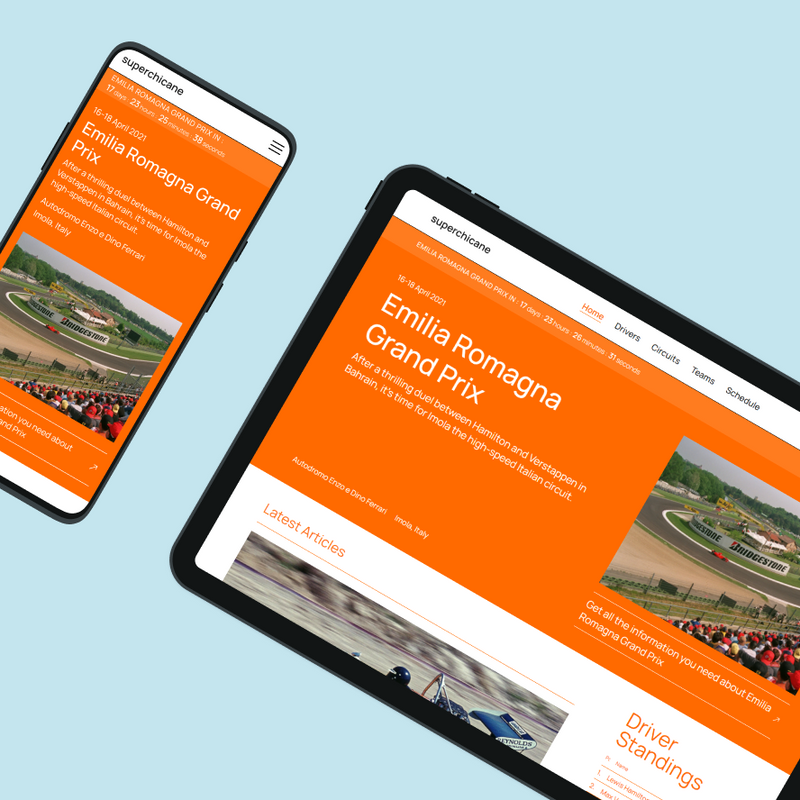 superchicane
EMILIA ROMAGNA GRAND PRIX IN :
17 days : 23 hours : 25 minutes : 38 seconds
16-18 April 2021
Emilia Romagna Grand
Prix
After a thrilling duel between Hamilton and
Verstappen in Bahrain, it's time for Imola the
high-speed Italian circuit.
Autodromo Enzo e Dino Ferrari
Imola, Italy
BRIDGESTONE
you need about
Prix
superchicane
Home
Drivers
Circuits
Teams
Schedule
EMILIA ROMAGNA GRAND PRIX IN : 17 days : 23 hours : 26 minutes : 31 seconds
16-18 April 2021
Emilia Romagna
Grand Prix
After a thrilling duel between Hamilton and Verstappen in
Bahrain, it's time for Imola the high-speed Italian circuit.
Autodromo Enzo e Dino Ferrari
Imola, Italy
BRIDGESTONE
Get all the information you need about Emilia
Romagna Grand Prix
Latest Articles
REYNOLDS
Driver
Standings
Name
1. Lewis Hamilton
2.